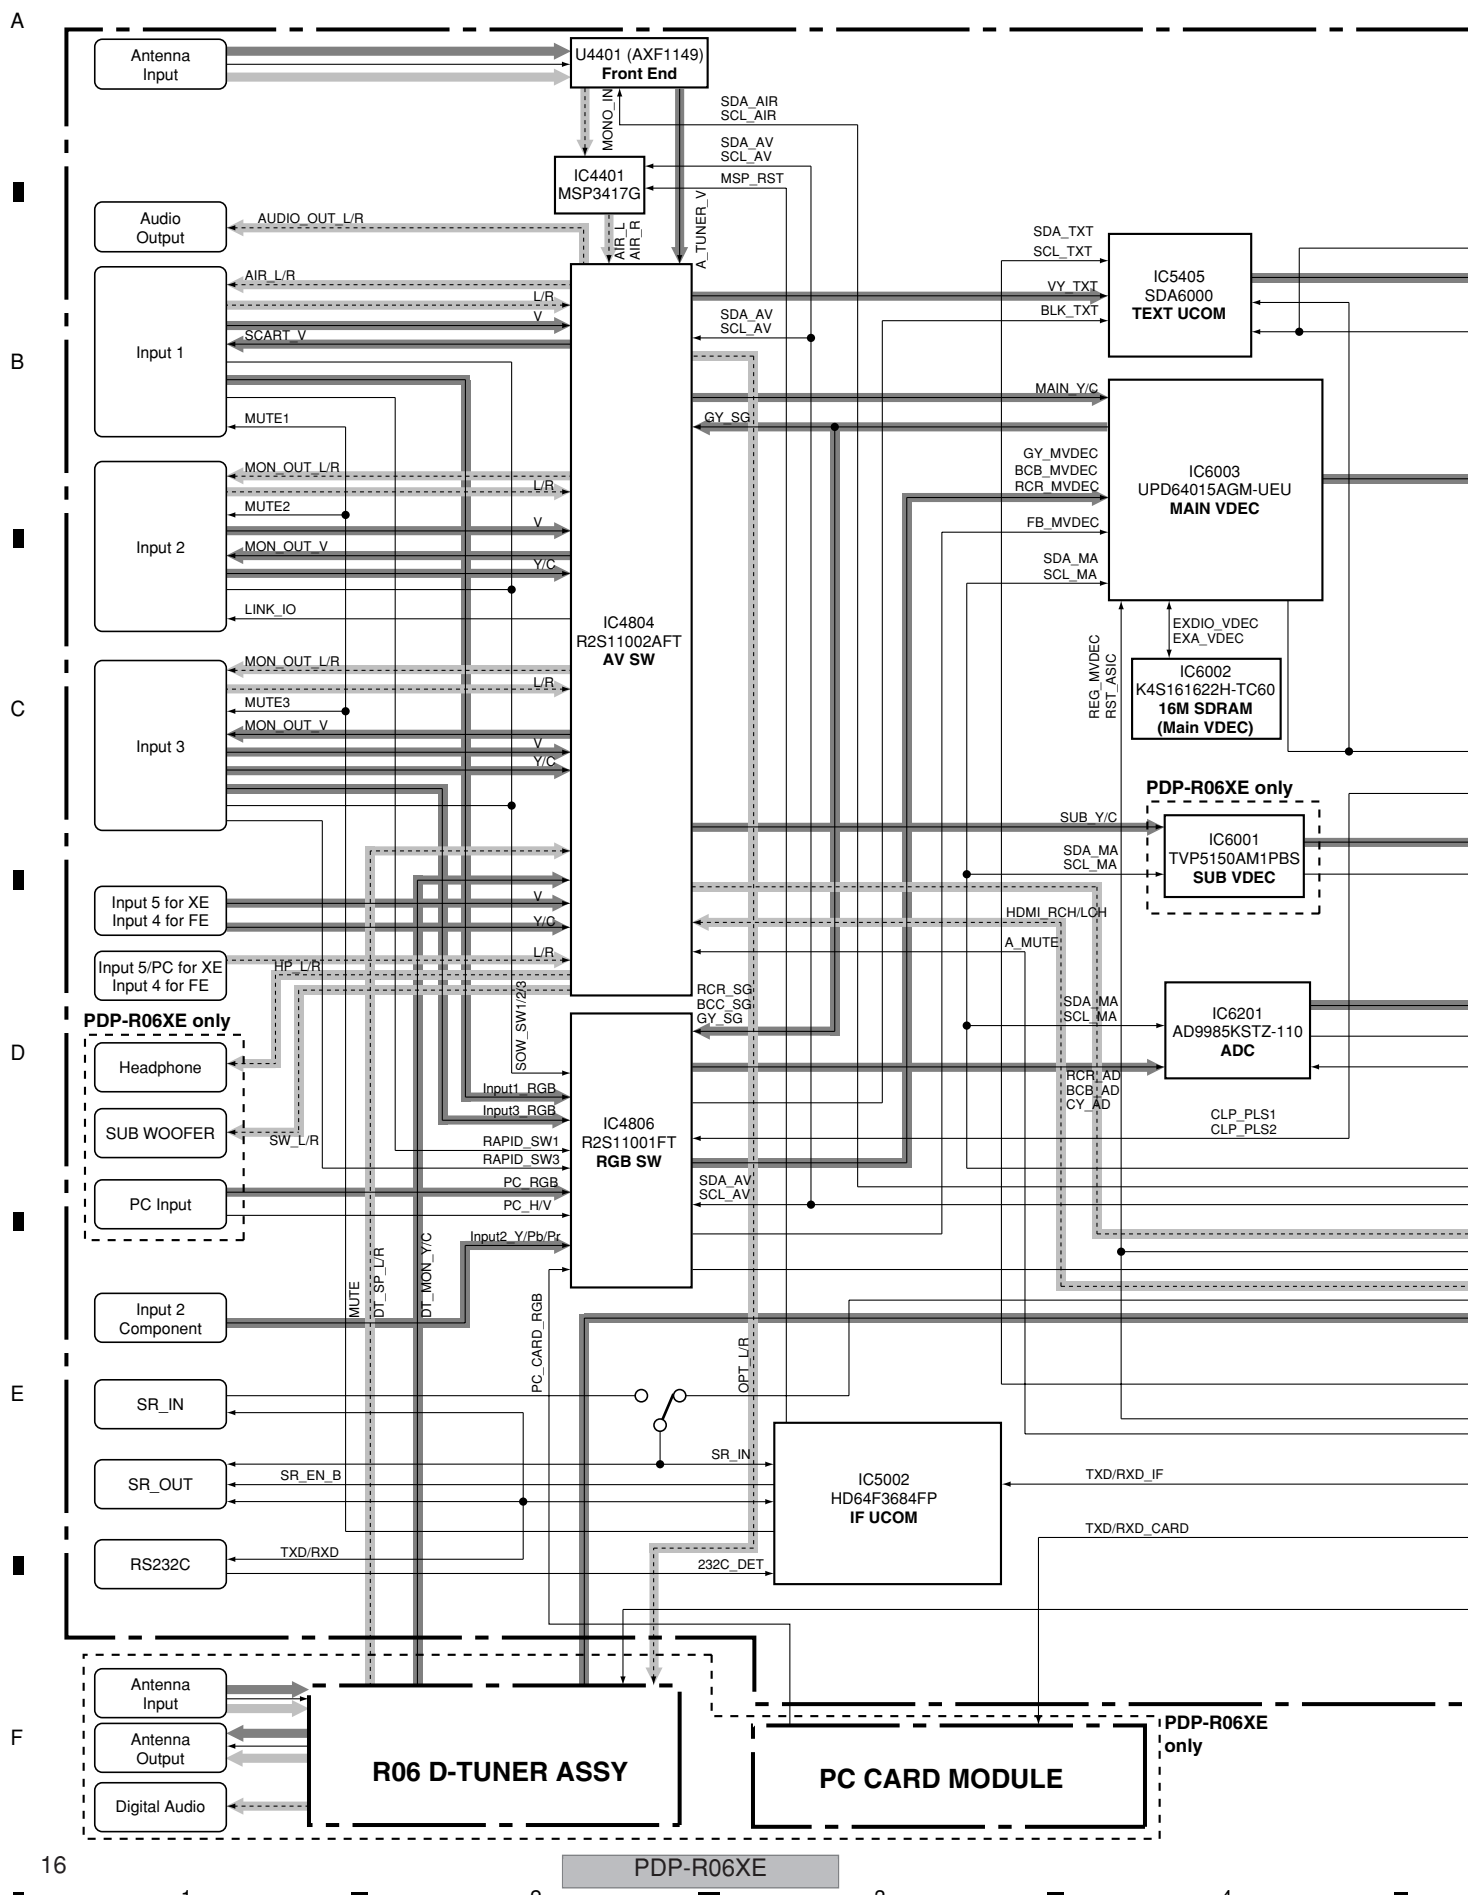 A
Antenna
Input
U4401 (AXF1149)
Front End
MONO_IN
SDA_AIR
SCL_AIR
SDA_AV
SCL_AV
MSP_RST
IC4401
MSP3417G
AIR_L
AIR_R
A_TUNER_V
Audio
Output
AUDIO_OUT_L/R
SDA_TXT
SCL_TXT
VY_TXT
BLK_TXT
IC5405
SDA6000
TEXT UCOM
B
Input 1
AIR_L/R
L/R
V
SCART_V
MUTE1
SDA_AV
SCL_AV
MAIN_Y/C
GY_SG
GY_MVDEC
BCB_MVDEC
RCR_MVDEC
FB_MVDEC
SDA_MA
SCL_MA
IC6003
UPD64015AGM-UEU
MAIN VDEC
Input 2
MON_OUT_L/R
L/R
MUTE2
V
MON_OUT_V
Y/C
LINK_IO
IC4804
R2S11002AFT
AV SW
REG_MVDEC
RST_ASIC
EXDIO_VDEC
EXA_VDEC
IC6002
K4S161622H-TC60
16M SDRAM
(Main VDEC)
C
Input 3
MON_OUT_L/R
L/R
MUTE3
MON_OUT_V
V
Y/C
PDP-R06XE only
SUB_Y/C
SDA_MA
SCL_MA
IC6001
TVP5150AM1PBS
SUB VDEC
Input 5 for XE
Input 4 for FE
V
Y/C
HDMI_RCH/LCH
A_MUTE
Input 5/PC for XE
Input 4 for FE
L/R
HP_L/R
SOW_SW1/2/3
RCR_SG
BCC_SG
GY_SG
SDA_MA
SCL_MA
IC6201
AD9985KSTZ-110
ADC
D
PDP-R06XE only
Headphone
SUB WOOFER
SW_L/R
PC Input
Input1_RGB
Input3_RGB
RAPID_SW1
RAPID_SW3
PC_RGB
PC_H/V
Input2_Y/Pb/Pr
IC4806
R2S11001FT
RGB SW
RCR_AD
BCB_AD
CY_AD
CLP_PLS1
CLP_PLS2
SDA_AV
SCL_AV
MUTE
DT_SP_L/R
DT_MON_Y/C
PC_CARD_RGB
OPT_L/R
Input 2
Component
E
SR_IN
SR_OUT
SR_EN_B
SR_IN
RS232C
TXD/RXD
232C_DET
IC5002
HD64F3684FP
IF UCOM
TXD/RXD_IF
TXD/RXD_CARD
F
Antenna
Input
Antenna
Output
Digital Audio
R06 D-TUNER ASSY
PC CARD MODULE
PDP-R06XE
only
16
PDP-R06XE